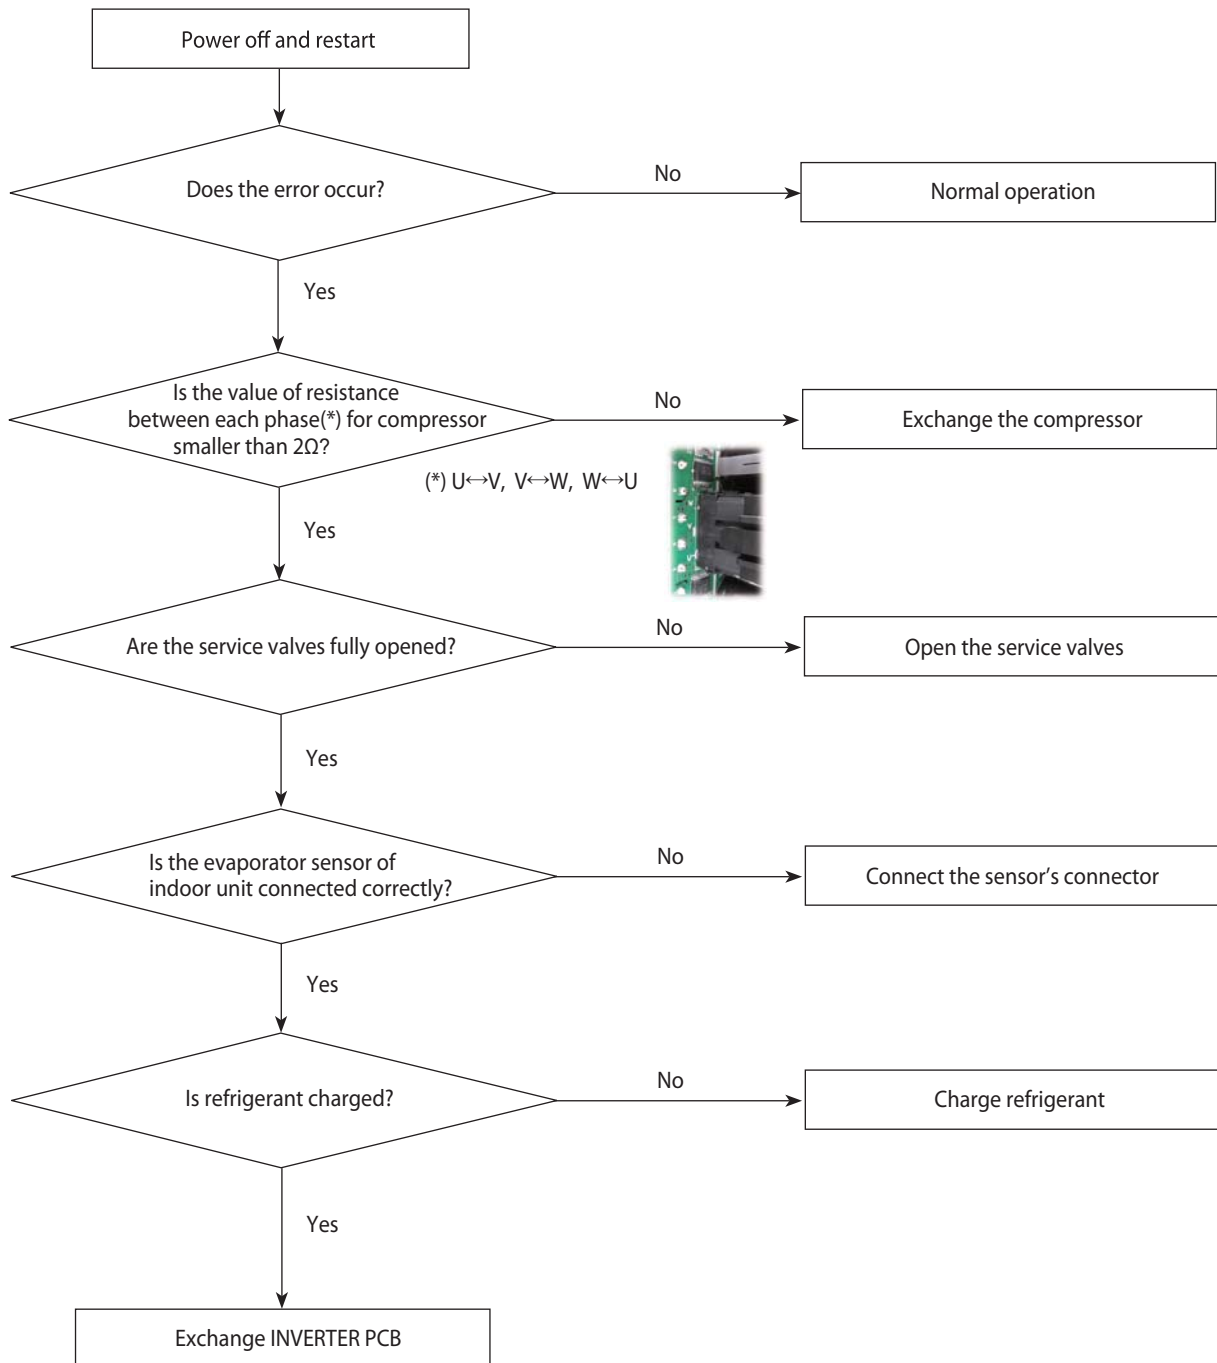 Power off and restart
Does the error occur?
No
Normal operation
Yes
Is the value of resistance
between each phase(*) for compressor
smaller than 2Ω?
No
Exchange the compressor
(*) U↔V, V↔W, W↔U
Yes
Are the service valves fully opened?
No
Open the service valves
Yes
Is the evaporator sensor of
indoor unit connected correctly?
No
Connect the sensor’s connector
Yes
Is refrigerant charged?
No
Charge refrigerant
Yes
Exchange INVERTER PCB